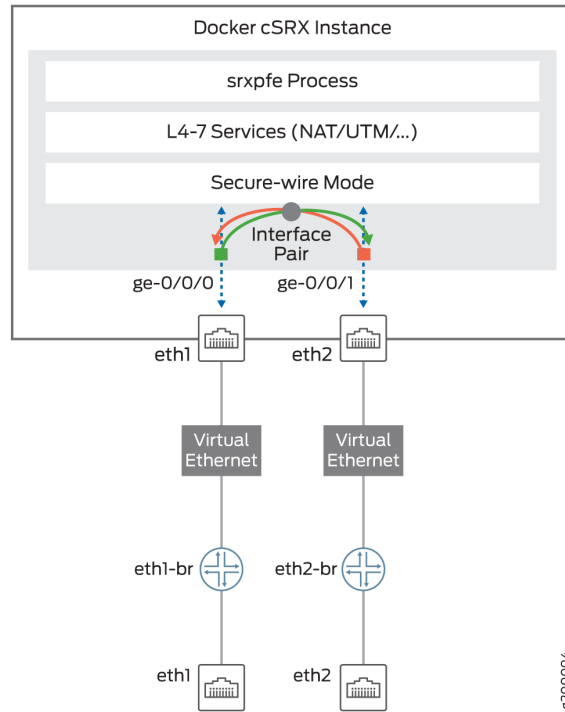 Docker cSRX Instance
srxpfe Process
L4-7 Services (NAT/UTM/...)
Secure-wire Mode
Interface
Pair
ge-0/0/0
ge-0/0/1
eth1
eth2
Virtual
Ethernet
Virtual
Ethernet
eth1-br
eth2-br
eth1
eth2